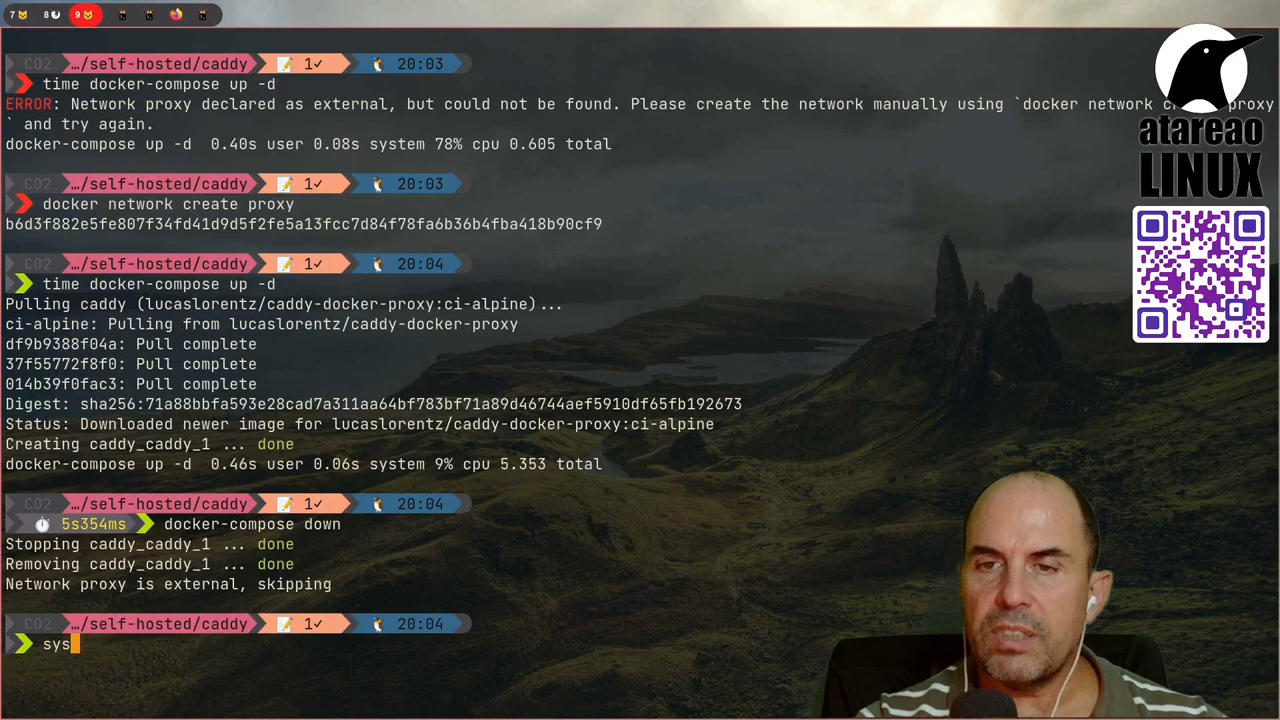 7 8 9
CO2 …/self-hosted/caddy 1✓ 20:03
time docker-compose up -d
ERROR: Network proxy declared as external, but could not be found. Please create the network manually using `docker network c proxy
` and try again.
docker-compose up -d 0.40s user 0.08s system 78% cpu 0.605 total
CO2 …/self-hosted/caddy 1✓ 20:03
docker network create proxy
b6d3f882e5fe807f34fd41d9d5f2fe5a13fcc7d84f78fa6b36b4fba418b90cf9
CO2 …/self-hosted/caddy 1✓ 20:04
time docker-compose up -d
Pulling caddy (lucaslorentz/caddy-docker-proxy:ci-alpine)...
ci-alpine: Pulling from lucaslorentz/caddy-docker-proxy
df9b9388f04a: Pull complete
37f55772f8f0: Pull complete
014b39f0fac3: Pull complete
Digest: sha256:71a88bbfa593e28cad7a311aa64bf783bf71a89d46744aef5910df65fb192673
Status: Downloaded newer image for lucaslorentz/caddy-docker-proxy:ci-alpine
Creating caddy_caddy_1 ... done
docker-compose up -d 0.46s user 0.06s system 9% cpu 5.353 total
CO2 …/self-hosted/caddy 1✓ 20:04
5s354ms docker-compose down
Stopping caddy_caddy_1 ... done
Removing caddy_caddy_1 ... done
Network proxy is external, skipping
CO2 …/self-hosted/caddy 1✓ 20:04
sys
atareao
LINUX